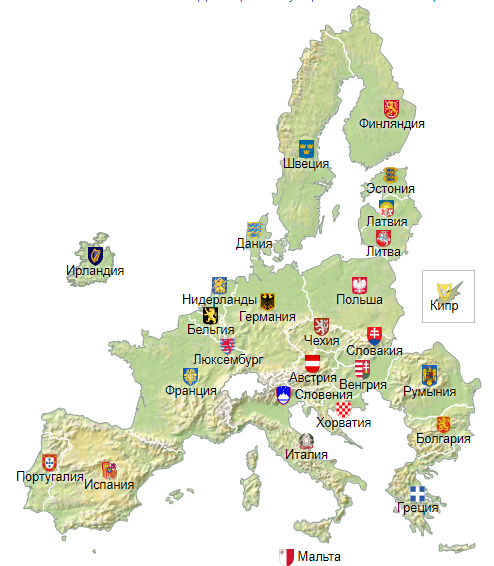 Финляндия
Швеция
Эстония
Латвия
Дания
Литва
Ирландия
Нидерланды
Польша
Кипр
Германия
Бельгия
Чехия
Словакия
Люксембург
Австрия
Венгрия
Франция
Словения
Румыния
Хорватия
Болгария
Италия
Португалия
Испания
Греция
Мальта